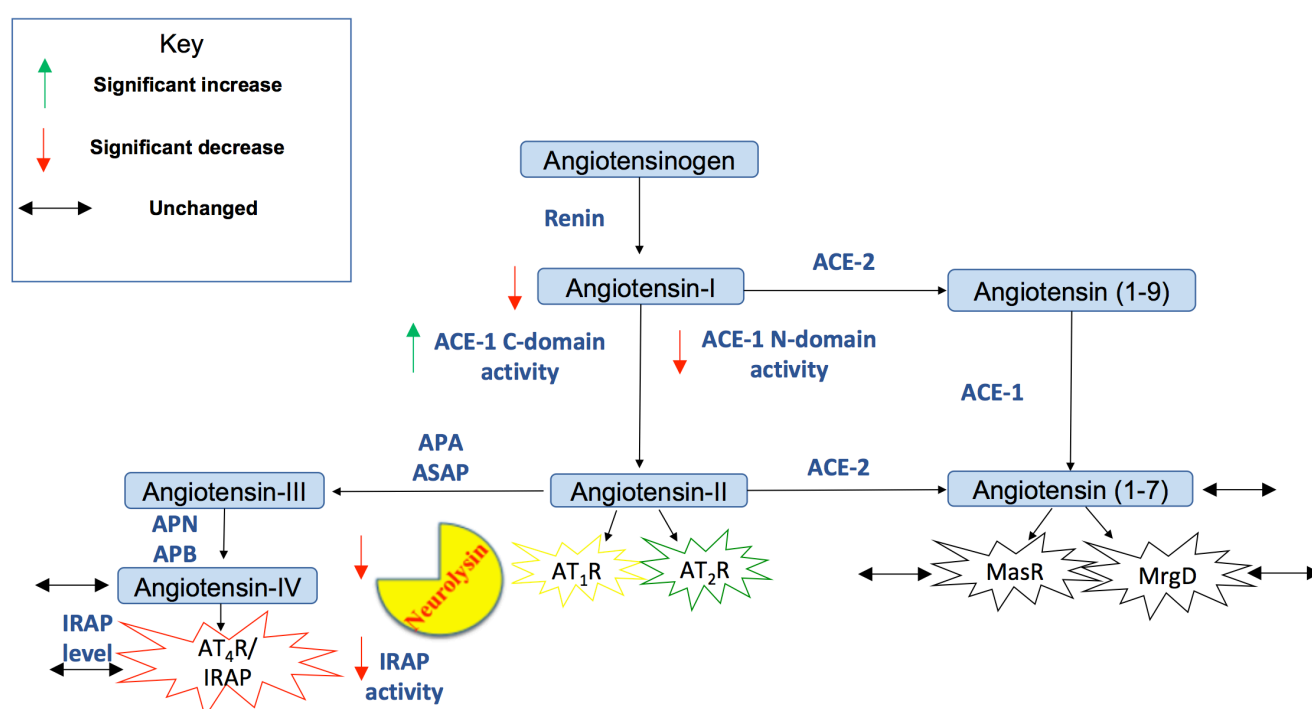 Key
Significant increase
Significant decrease
Unchanged
Angiotensinogen
Renin
ACE-2
Angiotensin-I
Angiotensin (1-9)
ACE-1 C-domain
activity
ACE-1 N-domain
activity
ACE-1
APA
ASAP
ACE-2
Angiotensin-III
Angiotensin-II
Angiotensin (1-7)
APN
APB
Neurolysin
AT1R
AT2R
MasR
MrgD
Angiotensin-IV
IRAP
level
AT4R/
IRAP
IRAP
activity